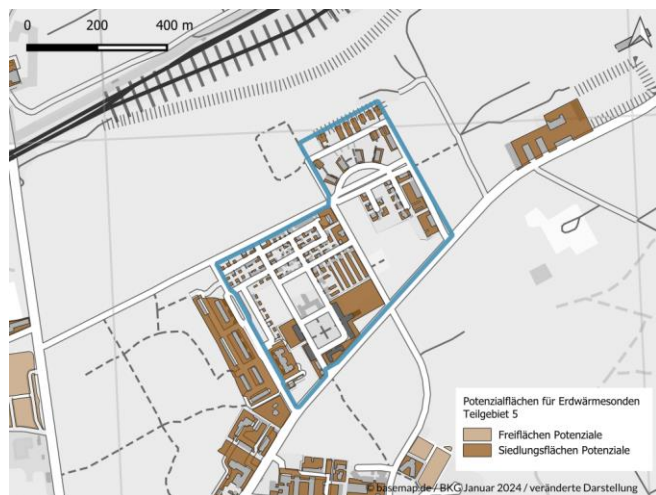 0 200 400 m
Potenzialflächen für Erdwärmesonden
Teilgebiet 5
Freiflächen Potenziale
Siedlungsflächen Potenziale
© basemap.de / BKG Januar 2024 / veränderte Darstellung